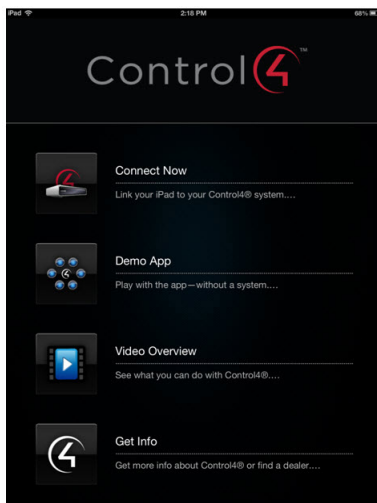 iPad 2:18 PM 68%
Control4™
Connect Now
Link your iPad to your Control4® system....
Demo App
Play with the app—without a system....
Video Overview
See what you can do with Control4®....
Get Info
Get more info about Control4® or find a dealer....